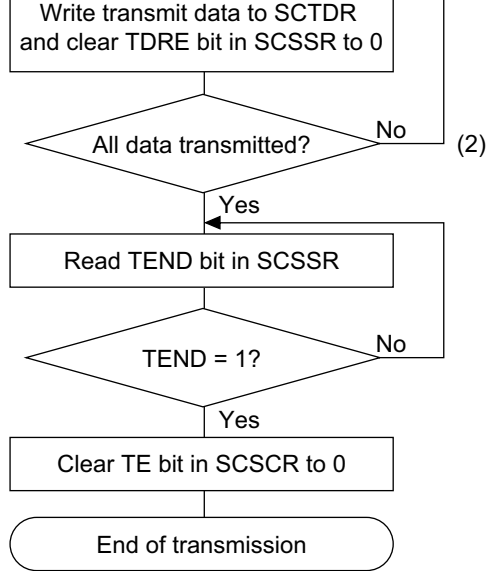 Write transmit data to SCTDR
and clear TDRE bit in SCSSR to 0
All data transmitted?
No
(2)
Yes
Read TEND bit in SCSSR
TEND = 1?
No
Yes
Clear TE bit in SCSCR to 0
End of transmission